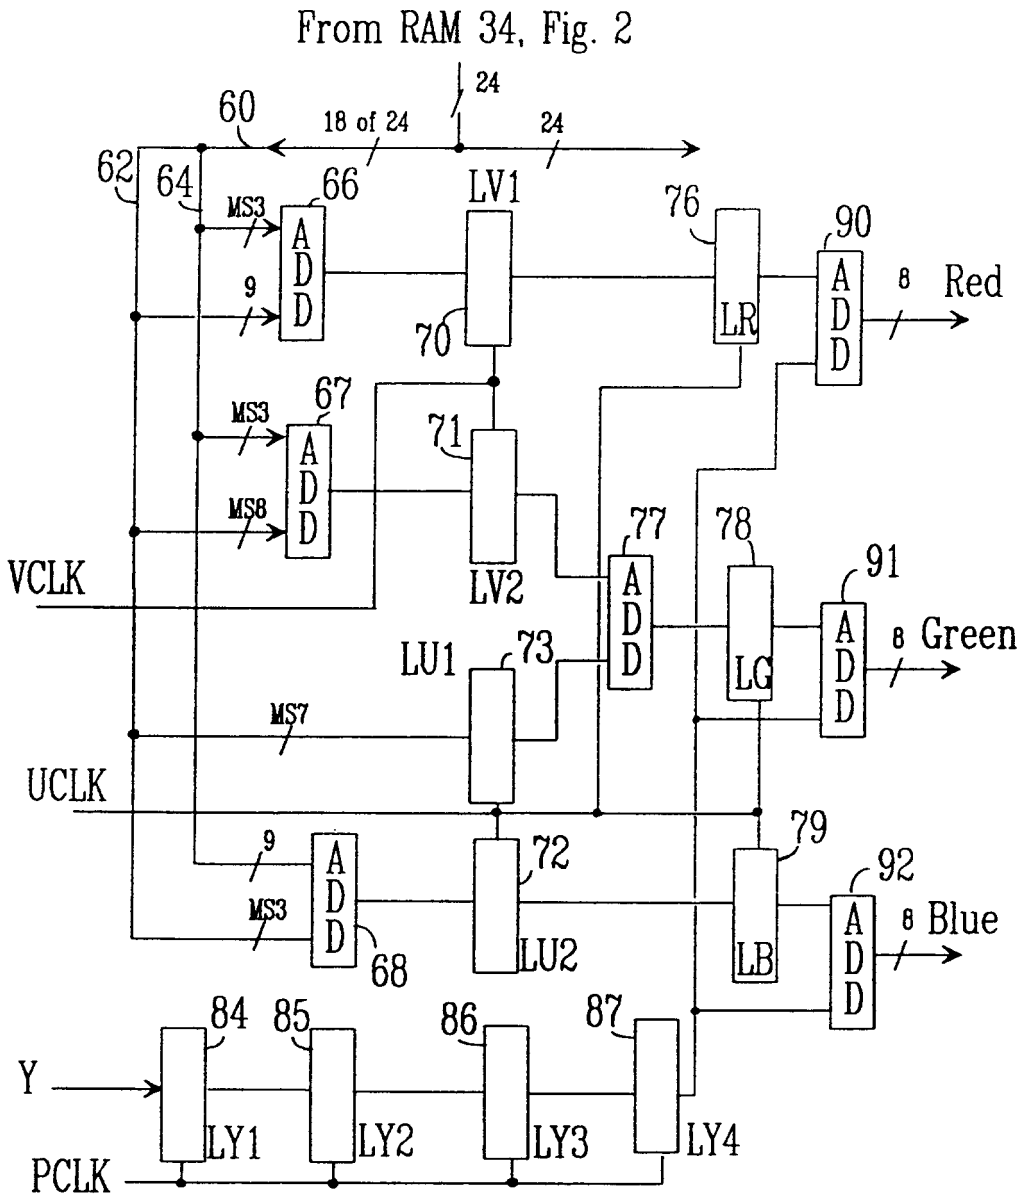 From RAM 34, Fig. 2
24
60
18 of 24
24
62
64
66
LV1
76
90
MS3
A
D
D
A
D
D
8
Red
9
70
LR
67
71
MS3
A
D
D
77
78
91
MS8
VCLK
LV2
A
D
D
A
D
D
8
Green
LU1
73
LG
MS7
UCLK
79
9
A
D
D
72
92
MS3
A
D
D
8
Blue
68
LU2
LB
84
85
86
87
Y
LY1
LY2
LY3
LY4
PCLK